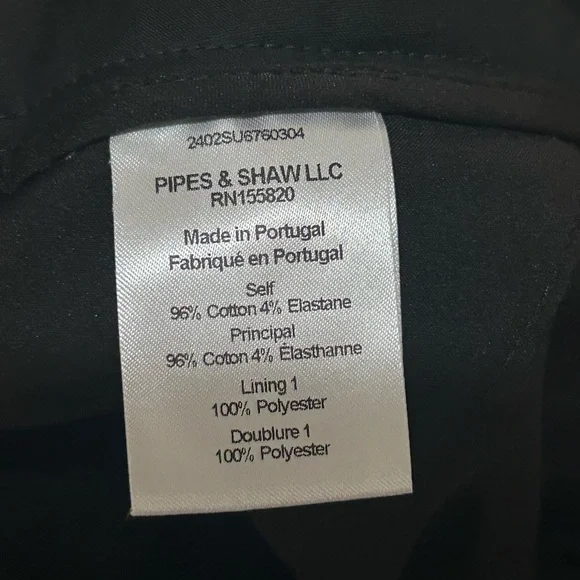 2402SU6760304
PIPES & SHAW LLC
RN155820
Made in Portugal
Fabriqué en Portugal
Self
96% Cotton 4% Elastane
Principal
96% Coton 4% Élasthanne
Lining 1
100% Polyester
Doublure 1
100% Polyester